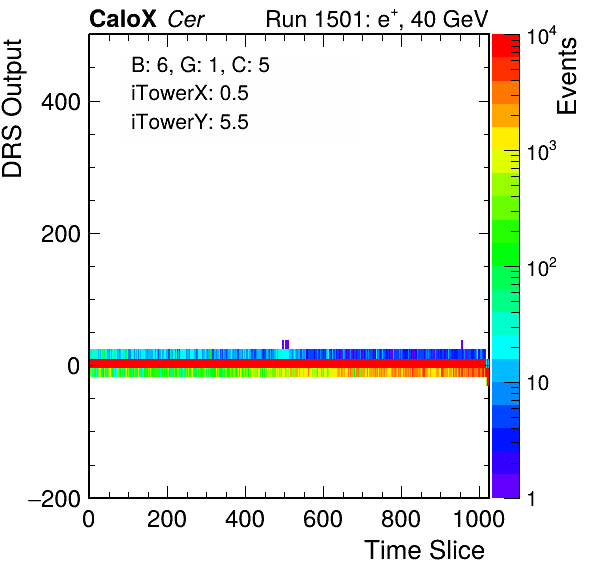 CaloX Cer Run 1501: e⁺, 40 GeV
B: 6, G: 1, C: 5
iTowerX: 0.5
iTowerY: 5.5
DRS Output
400
200
0
−200
0 200 400 600 800 1000
Time Slice
Events
10⁴
10³
10²
10
1